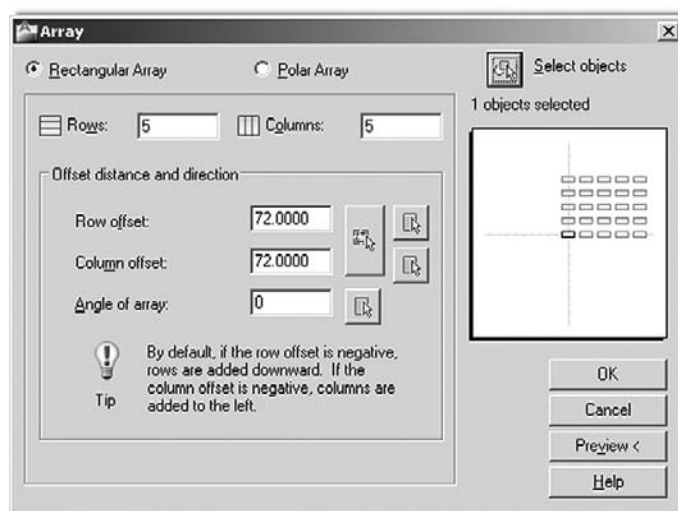 Array
Rectangular Array
Polar Array
Select objects
1 objects selected
Rows: 5
Columns: 5
Offset distance and direction
Row offset: 72.0000
Column offset: 72.0000
Angle of array: 0
Tip
By default, if the row offset is negative,
rows are added downward. If the
column offset is negative, columns are
added to the left.
OK
Cancel
Preview <
Help